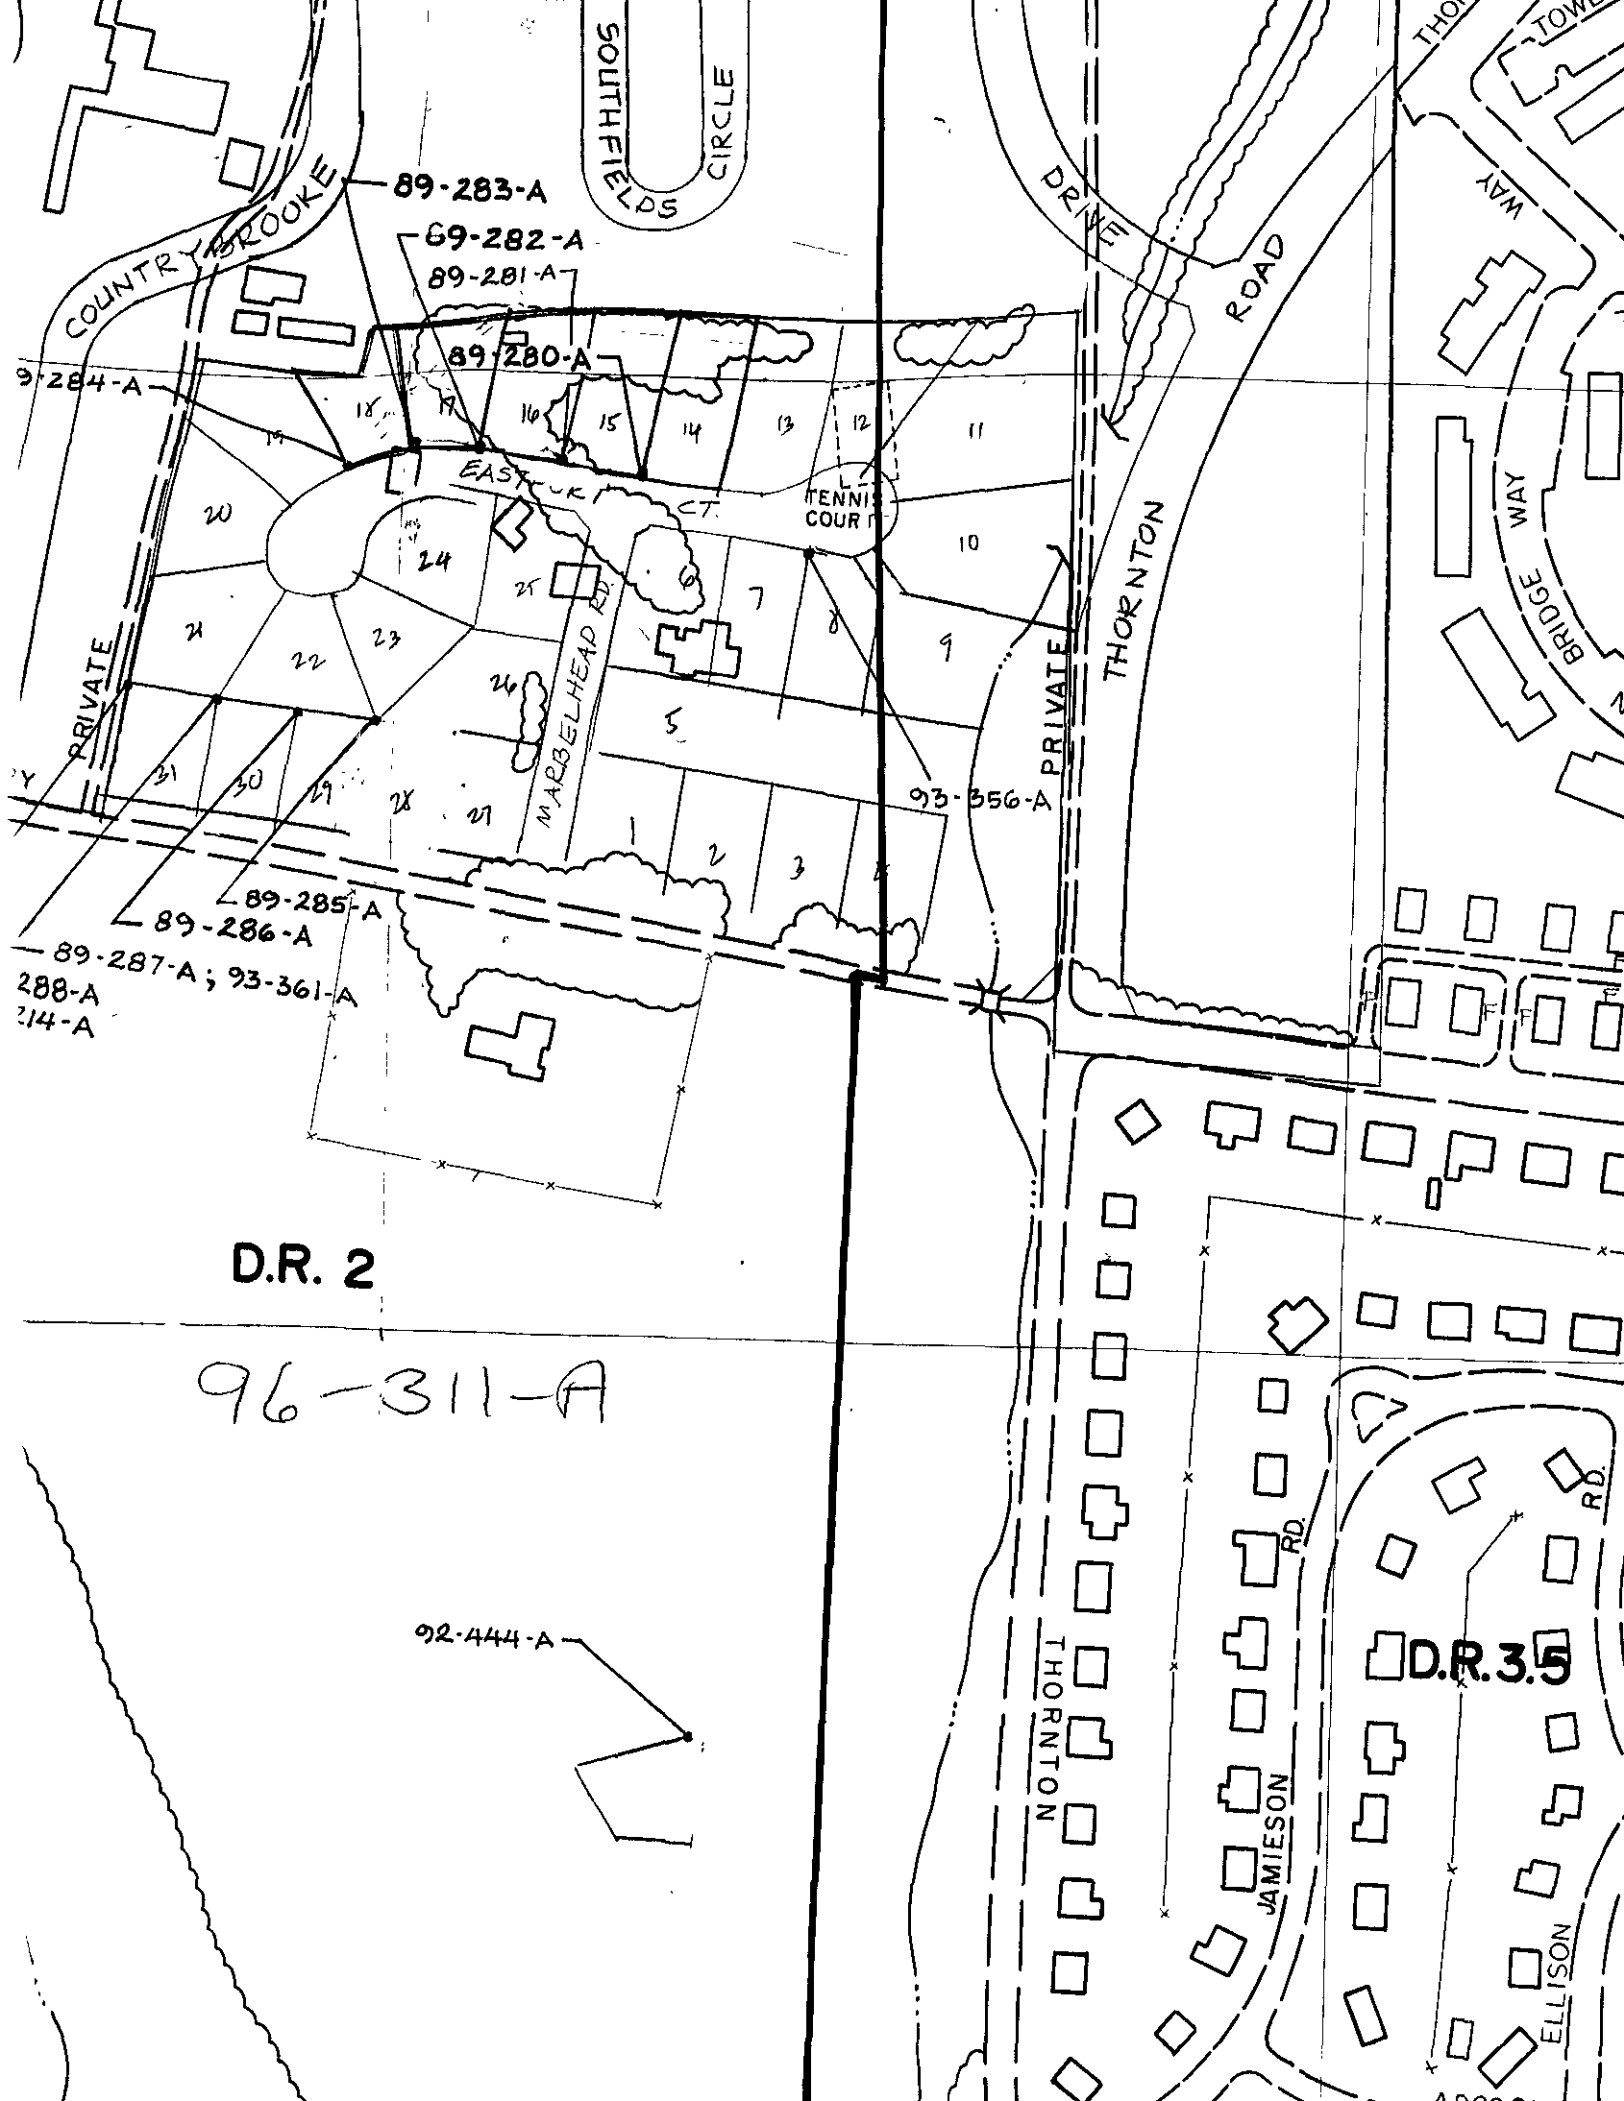 SOUTHFIELDS
CIRCLE
DRIVE
WAY
ROAD
COUNTRY BROOKE
89-283-A
69-282-A
89-281-A
89-280-A
9-284-A
18
17
16
15
14
13
12
11
19
EASTPORT CT.
TENNIS
COURT
20
24
25
6
7
8
10
9
21
22
23
26
5
MARBELHEAD RD.
PRIVATE
PRIVATE
THORNTON
BRIDGE WAY
31
30
29
28
27
1
2
3
93-356-A
89-285-A
89-286-A
89-287-A; 93-361-A
288-A
214-A
F
F
D.R. 2
96-311-A
92-444-A
THORNTON
RD.
JAMIESON
D.R.3.5
RD.
ELLISON